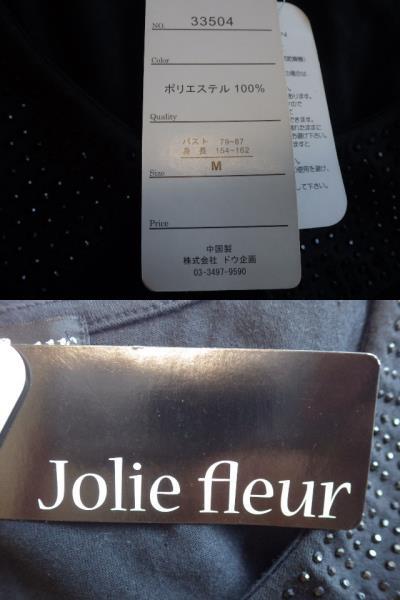 NO. 33504
Color
ポリエステル 100%
Quality
バスト 79-87
身長 154-162
Size M
Price
中国製
株式会社 ドウ企画
03-3497-9590
Jolie fleur